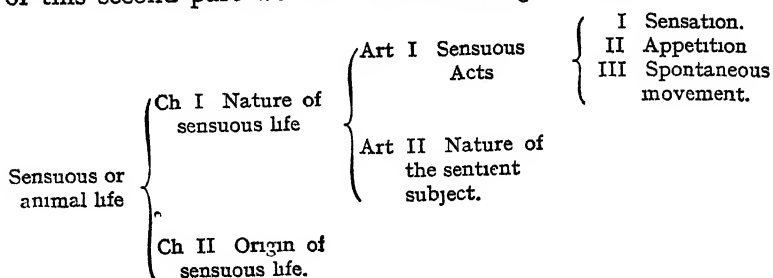 of this second part
I Sensation.
Art I Sensuous
II Appetition
Acts
III Spontaneous
movement.
Ch I Nature of
sensuous life
Art II Nature of
the sentient
subject.
Sensuous or
animal life
Ch II Origin of
sensuous life.